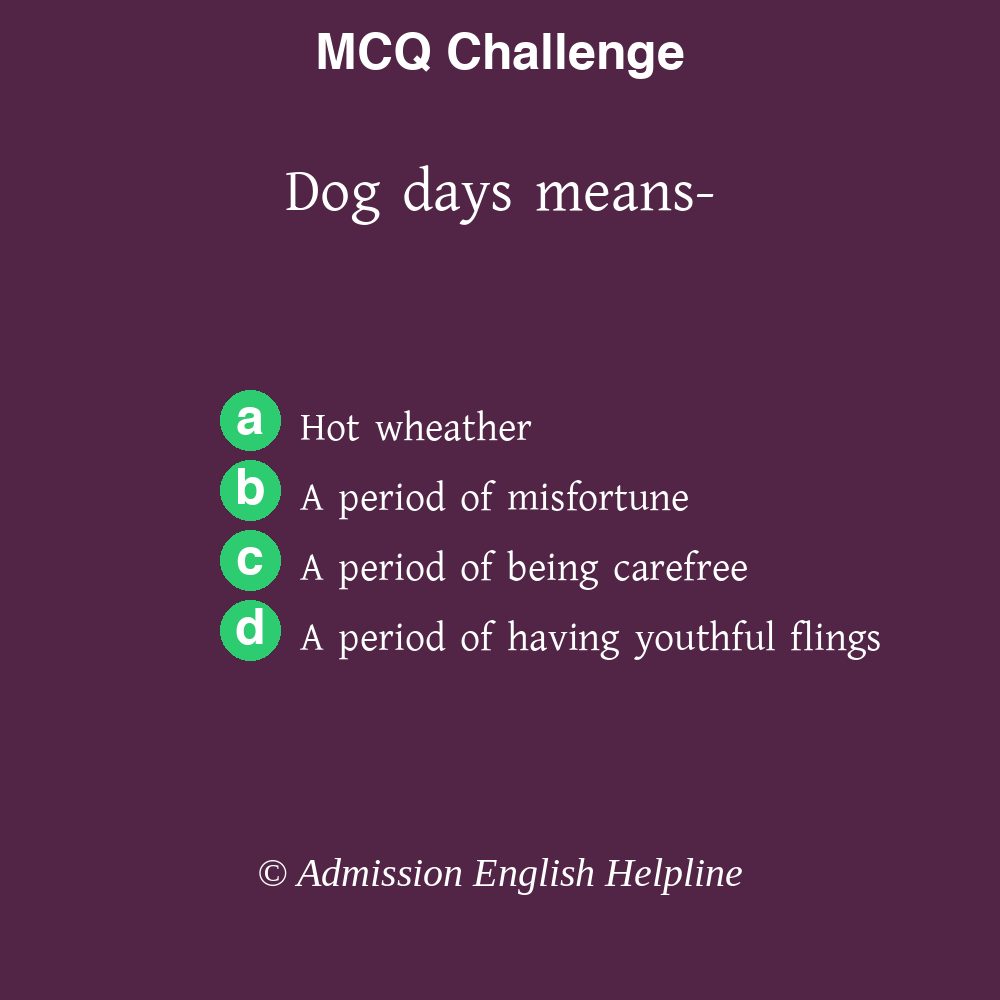 MCQ Challenge
Dog days means-
a Hot wheather
b A period of misfortune
c A period of being carefree
d A period of having youthful flings
© Admission English Helpline